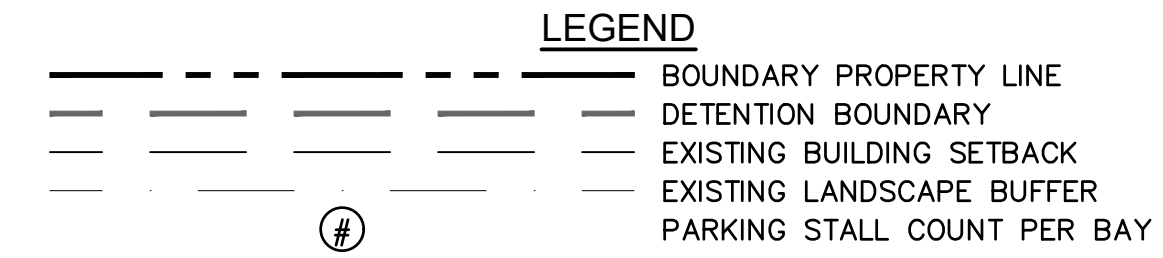 LEGEND
BOUNDARY PROPERTY LINE
DETENTION BOUNDARY
EXISTING BUILDING SETBACK
EXISTING LANDSCAPE BUFFER
# PARKING STALL COUNT PER BAY